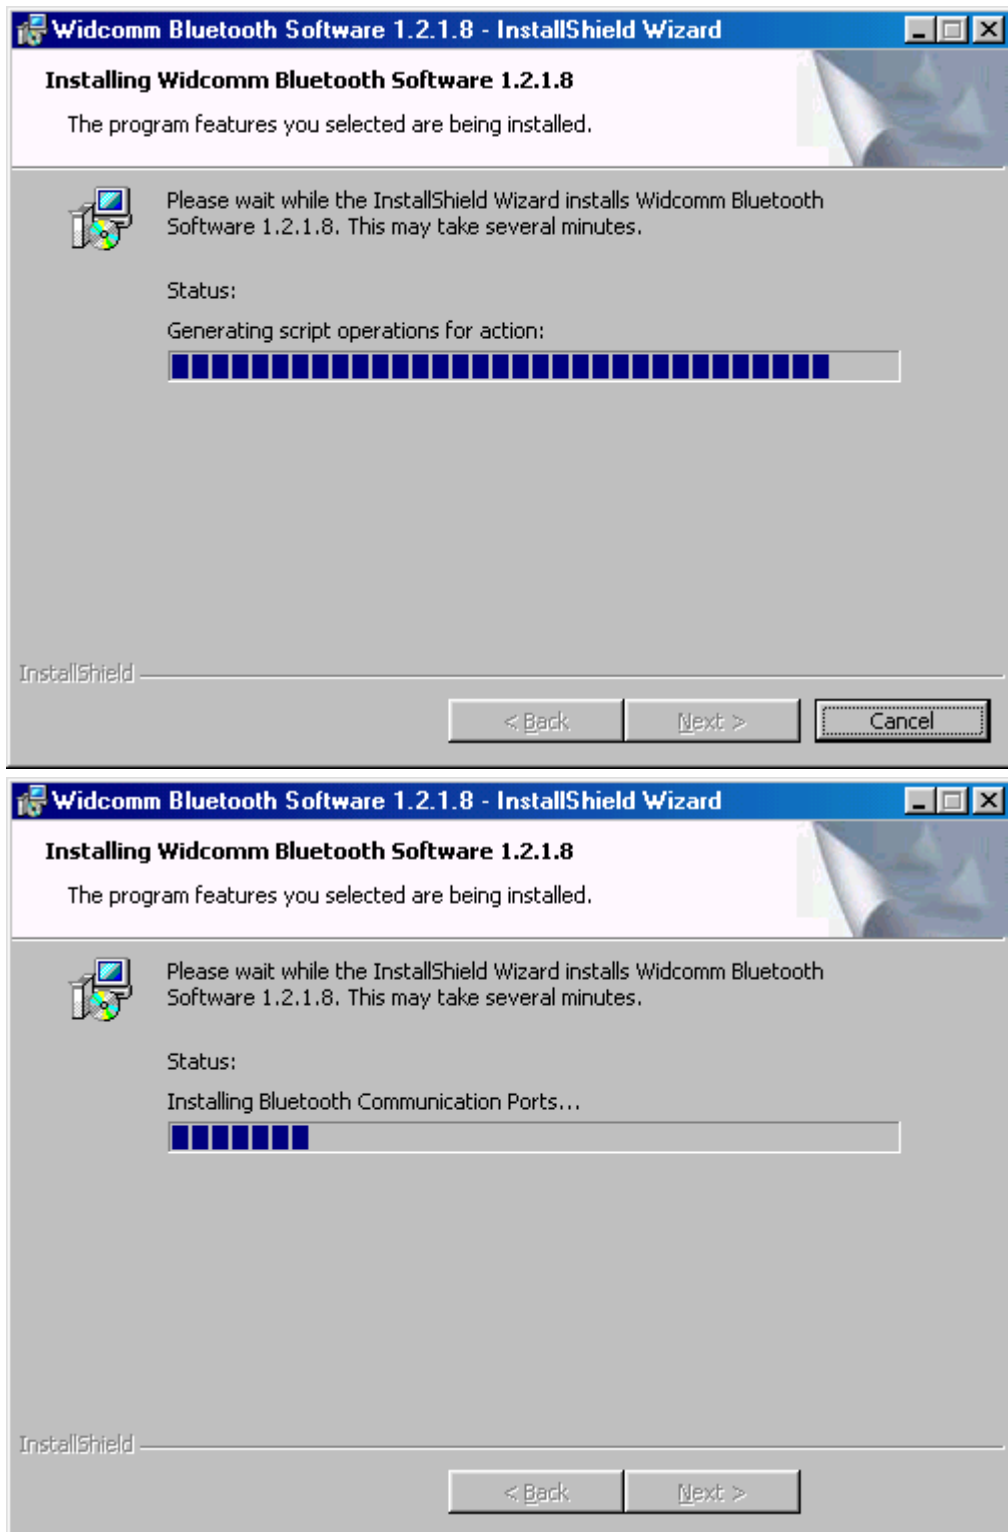 Widcomm Bluetooth Software 1.2.1.8 - InstallShield Wizard
Installing Widcomm Bluetooth Software 1.2.1.8
The program features you selected are being installed.
Please wait while the InstallShield Wizard installs Widcomm Bluetooth
Software 1.2.1.8. This may take several minutes.
Status:
Generating script operations for action:
InstallShield
< Back Next > Cancel
Widcomm Bluetooth Software 1.2.1.8 - InstallShield Wizard
Installing Widcomm Bluetooth Software 1.2.1.8
The program features you selected are being installed.
Please wait while the InstallShield Wizard installs Widcomm Bluetooth
Software 1.2.1.8. This may take several minutes.
Status:
Installing Bluetooth Communication Ports...
InstallShield
< Back Next >